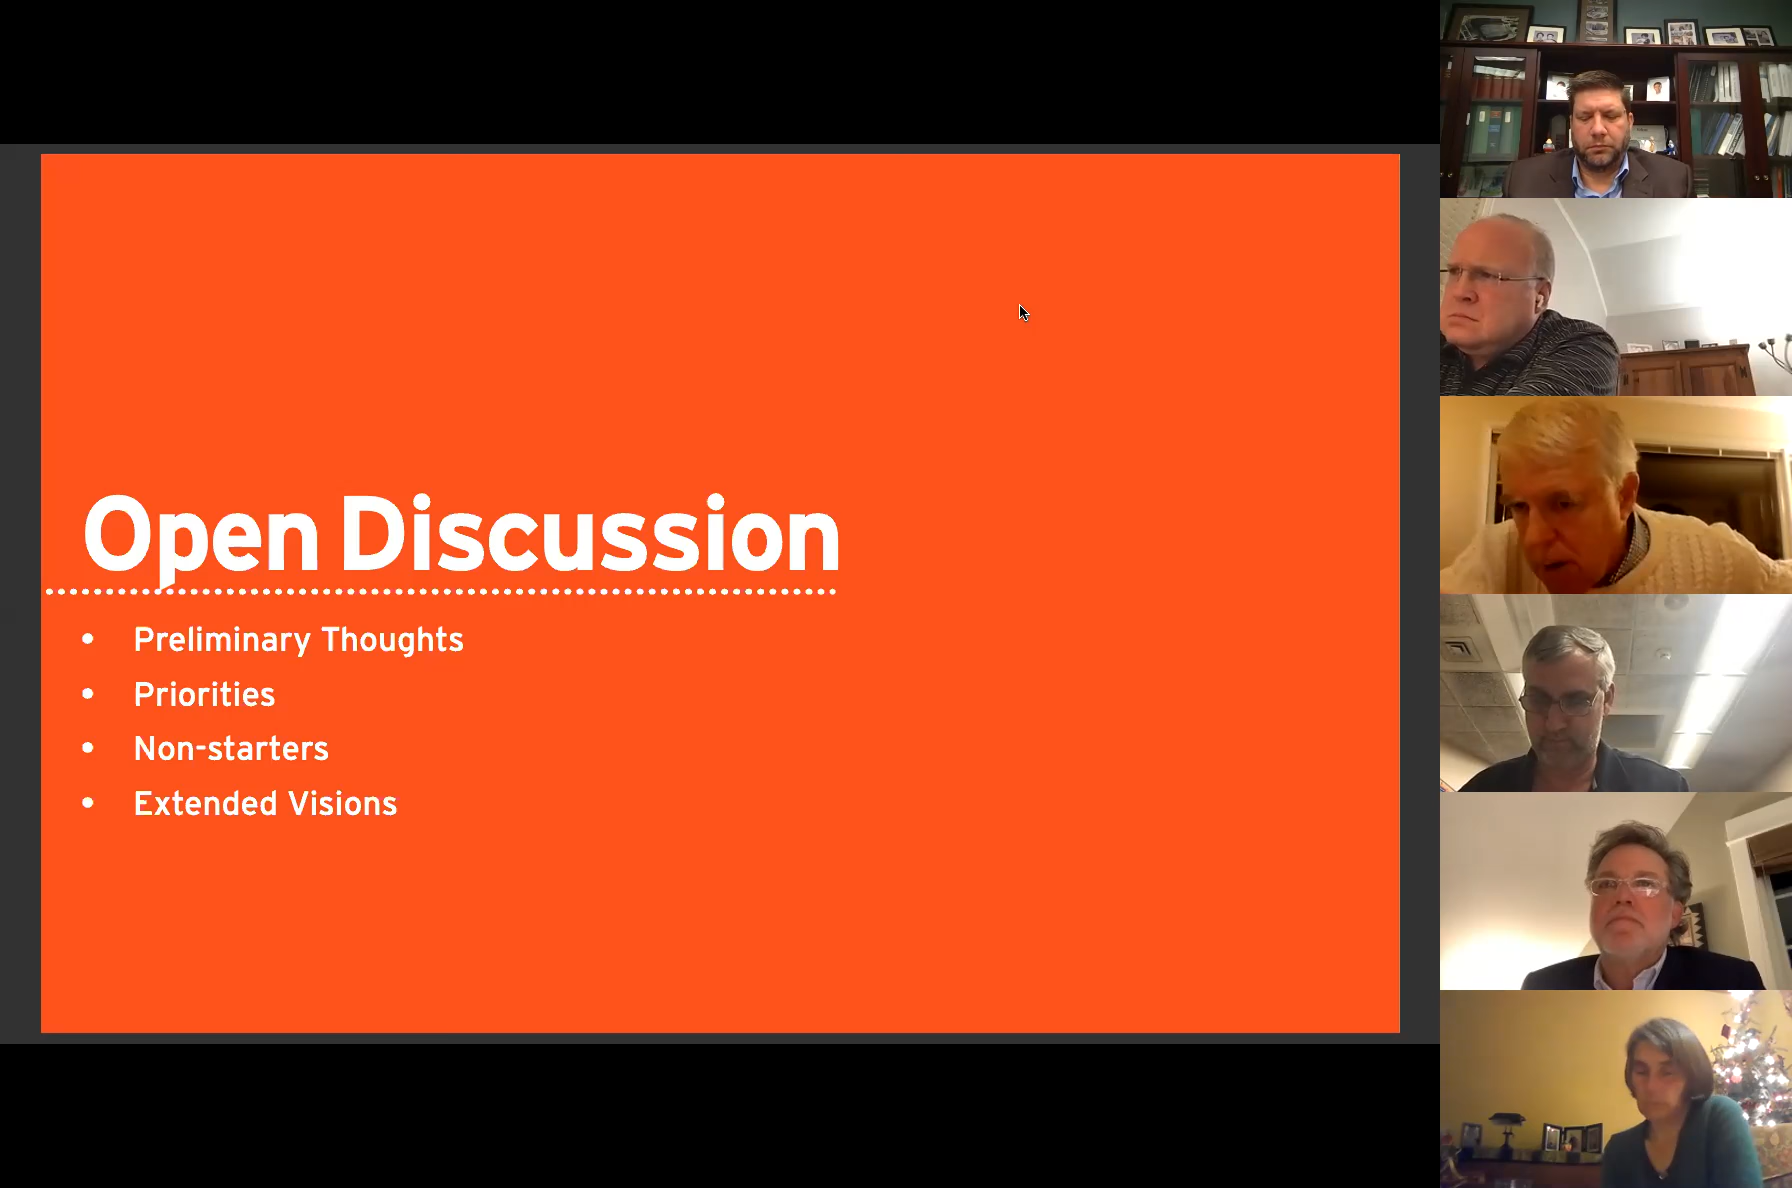 Open Discussion
• Preliminary Thoughts
• Priorities
• Non-starters
• Extended Visions